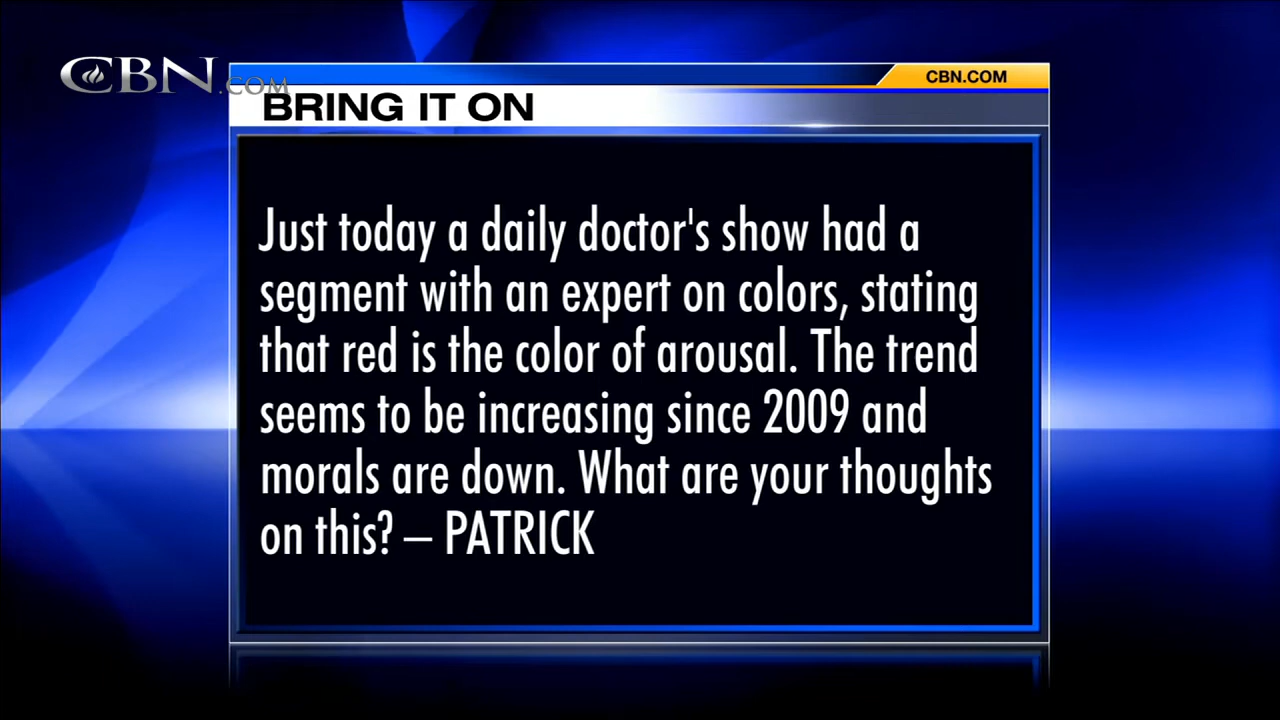 CBN.COM
CBN.COM
BRING IT ON
Just today a daily doctor's show had a
segment with an expert on colors, stating
that red is the color of arousal. The trend
seems to be increasing since 2009 and
morals are down. What are your thoughts
on this? – PATRICK